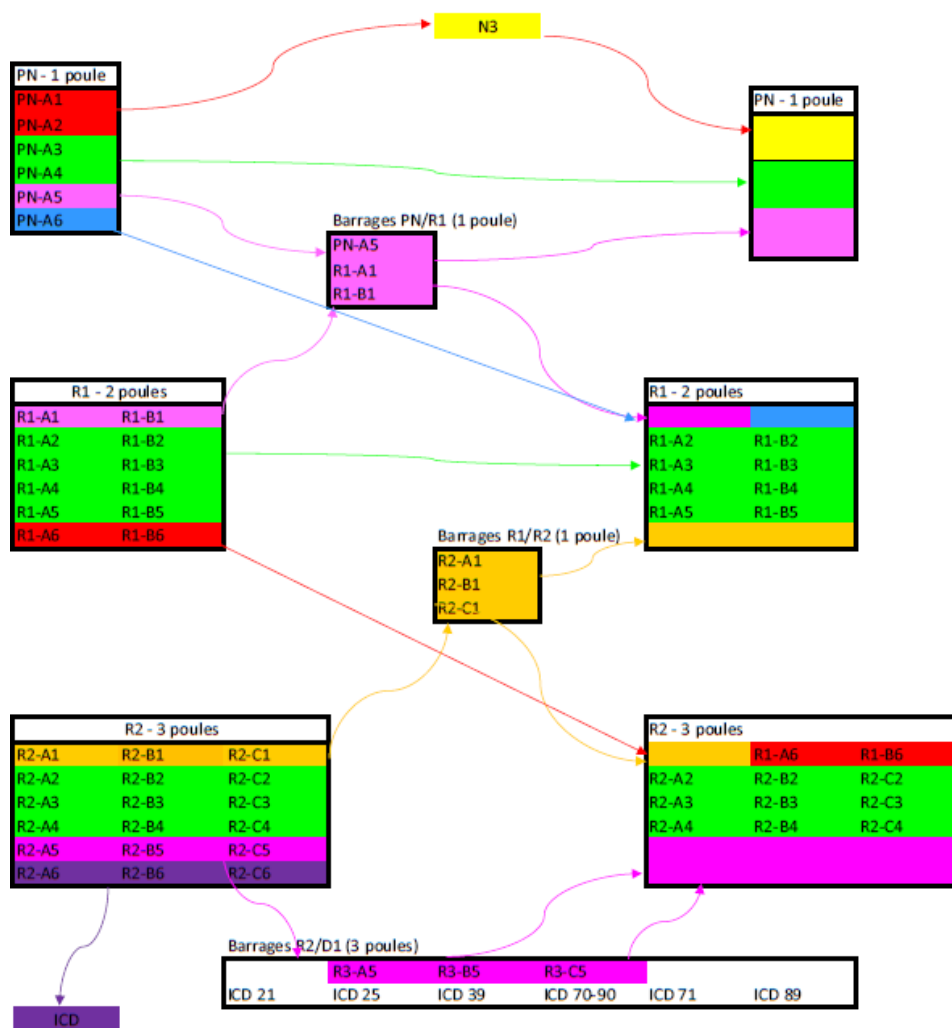 N3
PN - 1 poule
PN-A1
PN-A2
PN-A3
PN-A4
PN-A5
PN-A6
PN - 1 poule
Barrages PN/R1 (1 poule)
PN-A5
R1-A1
R1-B1
R1 - 2 poules
R1-A1 R1-B1
R1-A2 R1-B2
R1-A3 R1-B3
R1-A4 R1-B4
R1-A5 R1-B5
R1-A6 R1-B6
R1 - 2 poules
R1-A2 R1-B2
R1-A3 R1-B3
R1-A4 R1-B4
R1-A5 R1-B5
Barrages R1/R2 (1 poule)
R2-A1
R2-B1
R2-C1
R2 - 3 poules
R2-A1 R2-B1 R2-C1
R2-A2 R2-B2 R2-C2
R2-A3 R2-B3 R2-C3
R2-A4 R2-B4 R2-C4
R2-A5 R2-B5 R2-C5
R2-A6 R2-B6 R2-C6
R2 - 3 poules
R1-A6 R1-B6
R2-A2 R2-B2 R2-C2
R2-A3 R2-B3 R2-C3
R2-A4 R2-B4 R2-C4
Barrages R2/D1 (3 poules)
R3-A5 R3-B5 R3-C5
ICD 21 ICD 25 ICD 39 ICD 70-90 ICD 71 ICD 89
ICD